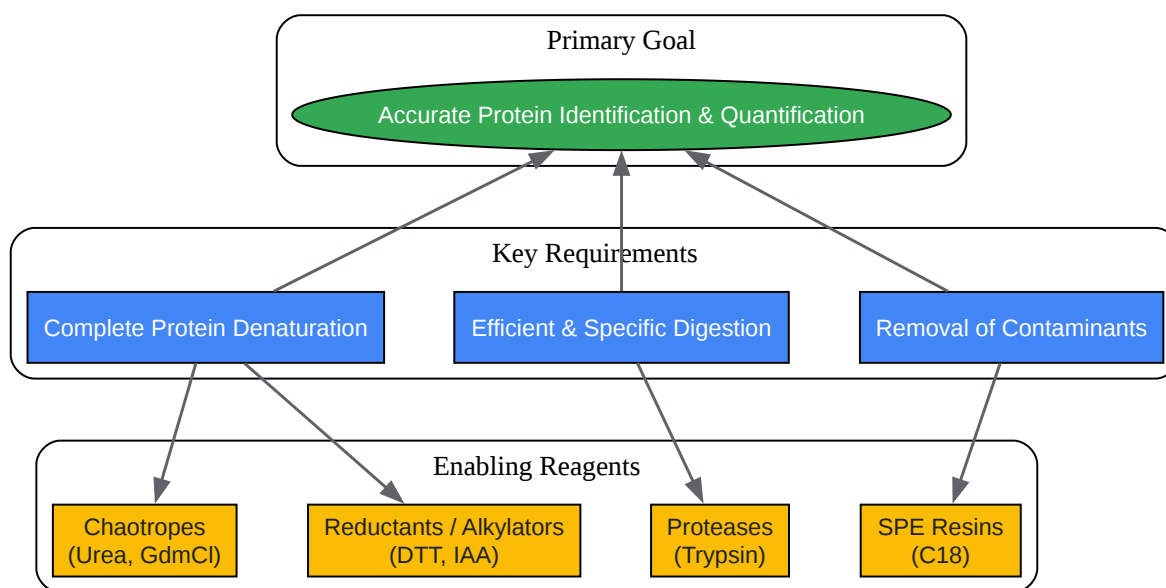 Primary Goal
Accurate Protein Identification & Quantification
Key Requirements
Complete Protein Denaturation
Efficient & Specific Digestion
Removal of Contaminants
Enabling Reagents
Chaotropes
(Urea, GdmCl)
Reductants / Alkylators
(DTT, IAA)
Proteases
(Trypsin)
SPE Resins
(C18)